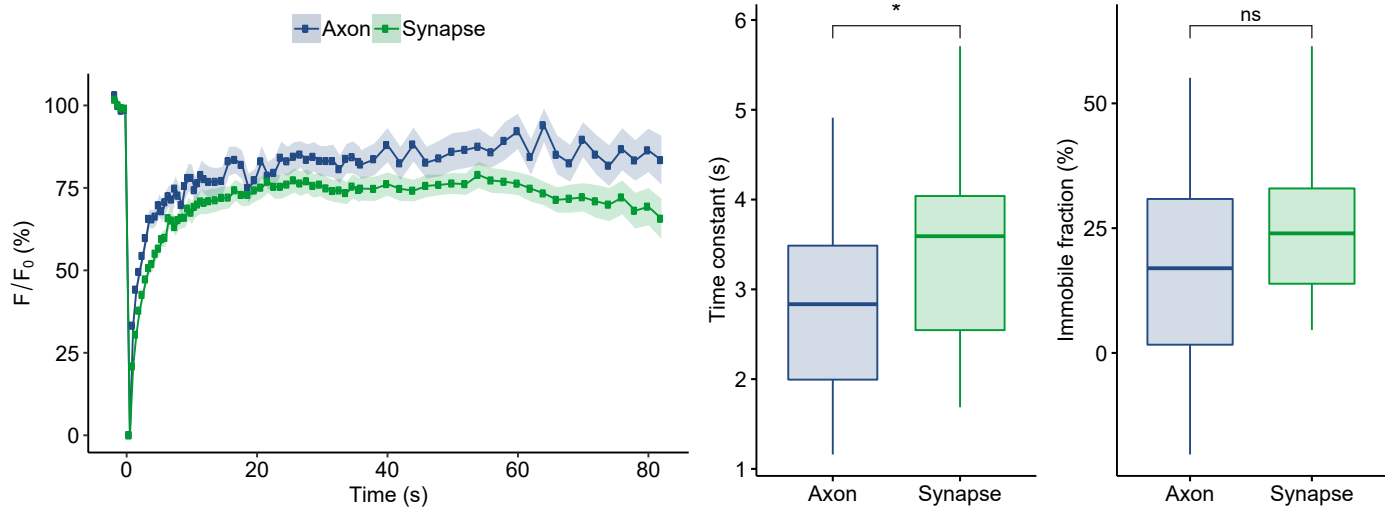 Axon Synapse
100
75
50
25
0
F/F0 (%)
0 20 40 60 80
Time (s)
*
6
5
4
3
2
1
Time constant (s)
Axon Synapse
ns
50
25
0
Immobile fraction (%)
Axon Synapse